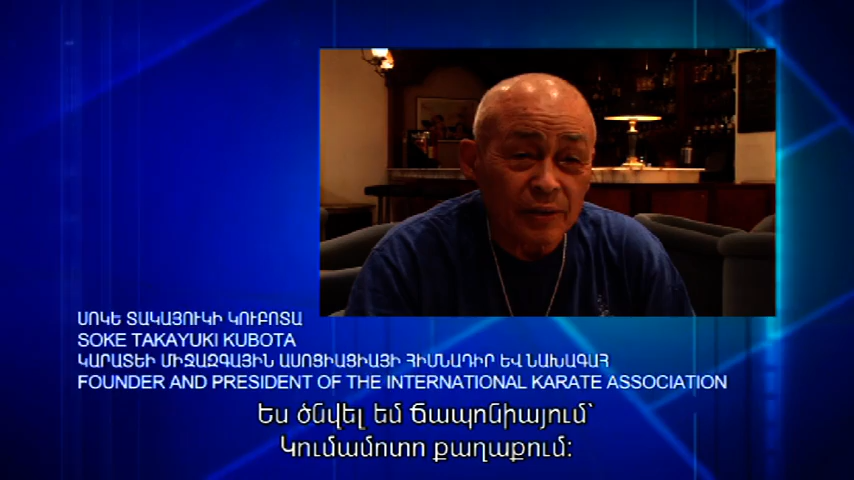 ՍՈԿԵ ՏԱԿԱՅՈՒԿԻ ԿՈՒԲՈՏԱ
SOKE TAKAYUKI KUBOTA
ԿԱՐԱՏԵԻ ՄԻՋԱԶԳԱՅԻՆ ԱՍՈՑԻԱՑԻԱՅԻ ՀԻՄՆԱԴԻՐ ԵՎ ՆԱԽԱԳԱՀ
FOUNDER AND PRESIDENT OF THE INTERNATIONAL KARATE ASSOCIATION
Ես ծնվել եմ Ճապոնիայում՝
Կումամոտո քաղաքում: